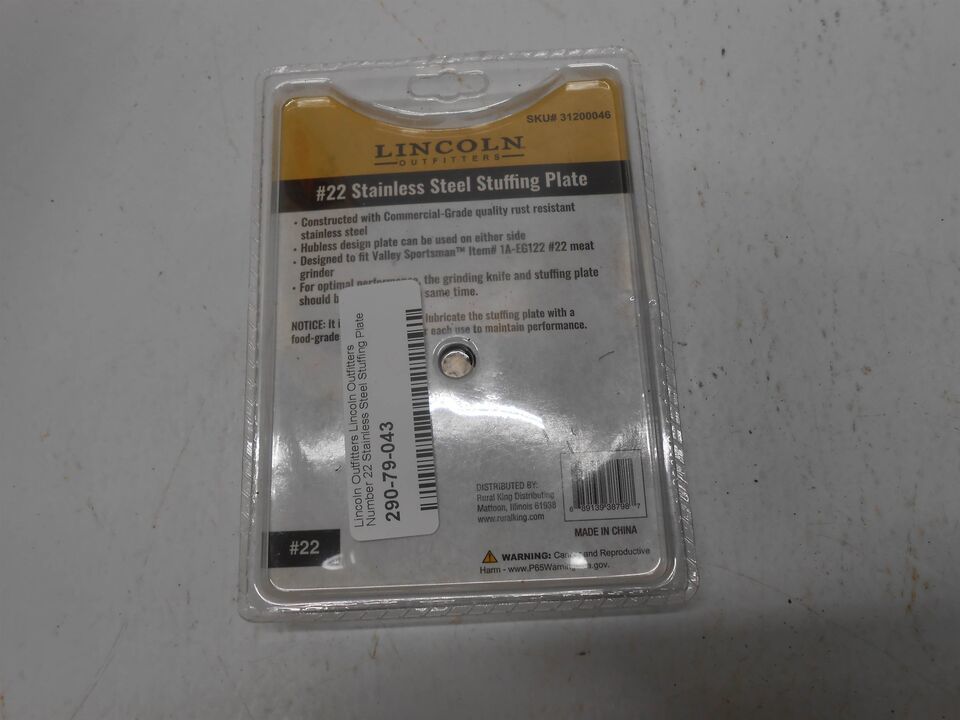 SKU# 31200046
LINCOLN
OUTFITTERS
#22 Stainless Steel Stuffing Plate
• Constructed with Commercial-Grade quality rust resistant
stainless steel
• Hubless design plate can be used on either side
• Designed to fit Valley Sportsman™ Item# 1A-EG122 #22 meat
grinder
• For optimal performance, the grinding knife and stuffing plate
should same time.
NOTICE: It lubricate the stuffing plate with a
food-grade each use to maintain performance.
Lincoln Outfitters Lincoln Outfitters
Number 22 Stainless Steel Stuffing Plate
290-79-043
DISTRIBUTED BY:
Rural King Distributing
Mattoon, Illinois 61938
www.ruralking.com
6 89139 38798 7
MADE IN CHINA
#22
WARNING: Cancer and Reproductive
Harm - www.P65Warnings.ca.gov.